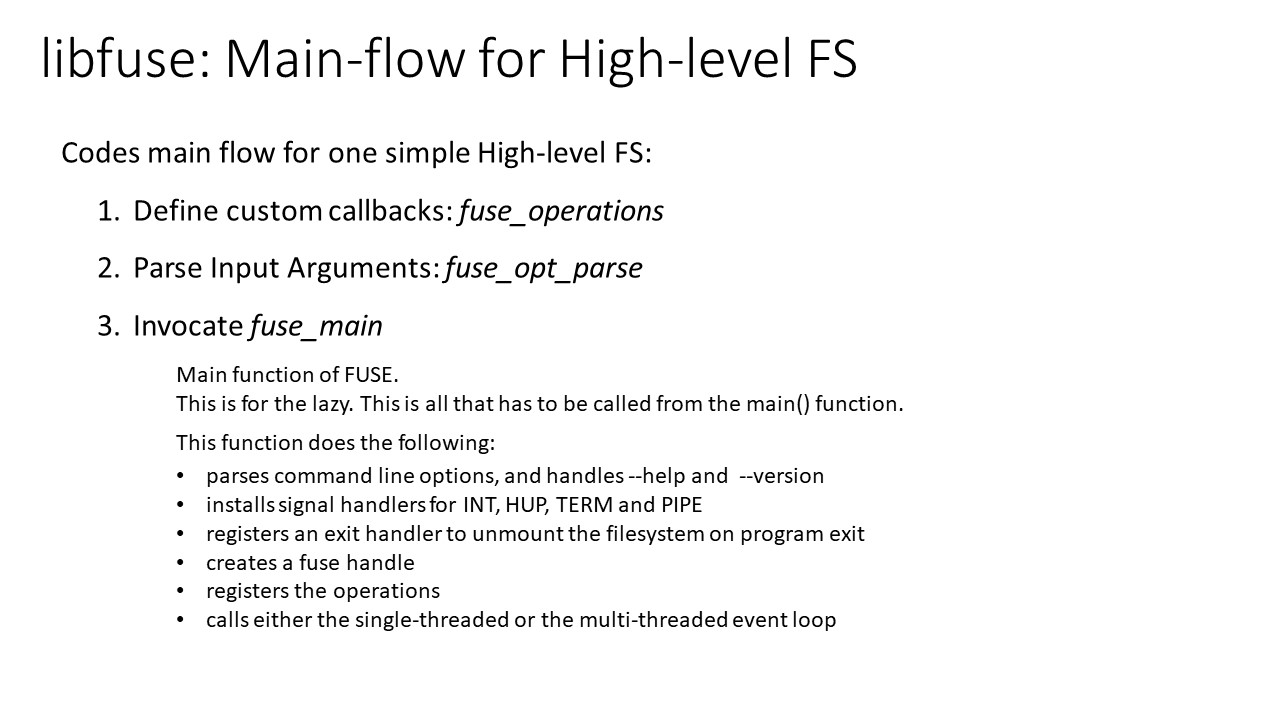 libfuse: Main-flow for High-level FS
Codes main flow for one simple High-level FS:
1. Define custom callbacks: fuse_operations
2. Parse Input Arguments: fuse_opt_parse
3. Invocate fuse_main
Main function of FUSE.
This is for the lazy. This is all that has to be called from the main() function.
This function does the following:
• parses command line options, and handles --help and --version
• installs signal handlers for INT, HUP, TERM and PIPE
• registers an exit handler to unmount the filesystem on program exit
• creates a fuse handle
• registers the operations
• calls either the single-threaded or the multi-threaded event loop